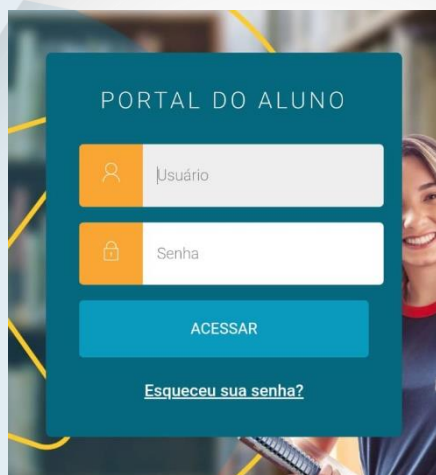 PORTAL DO ALUNO
Usuário
Senha
ACESSAR
Esqueceu sua senha?